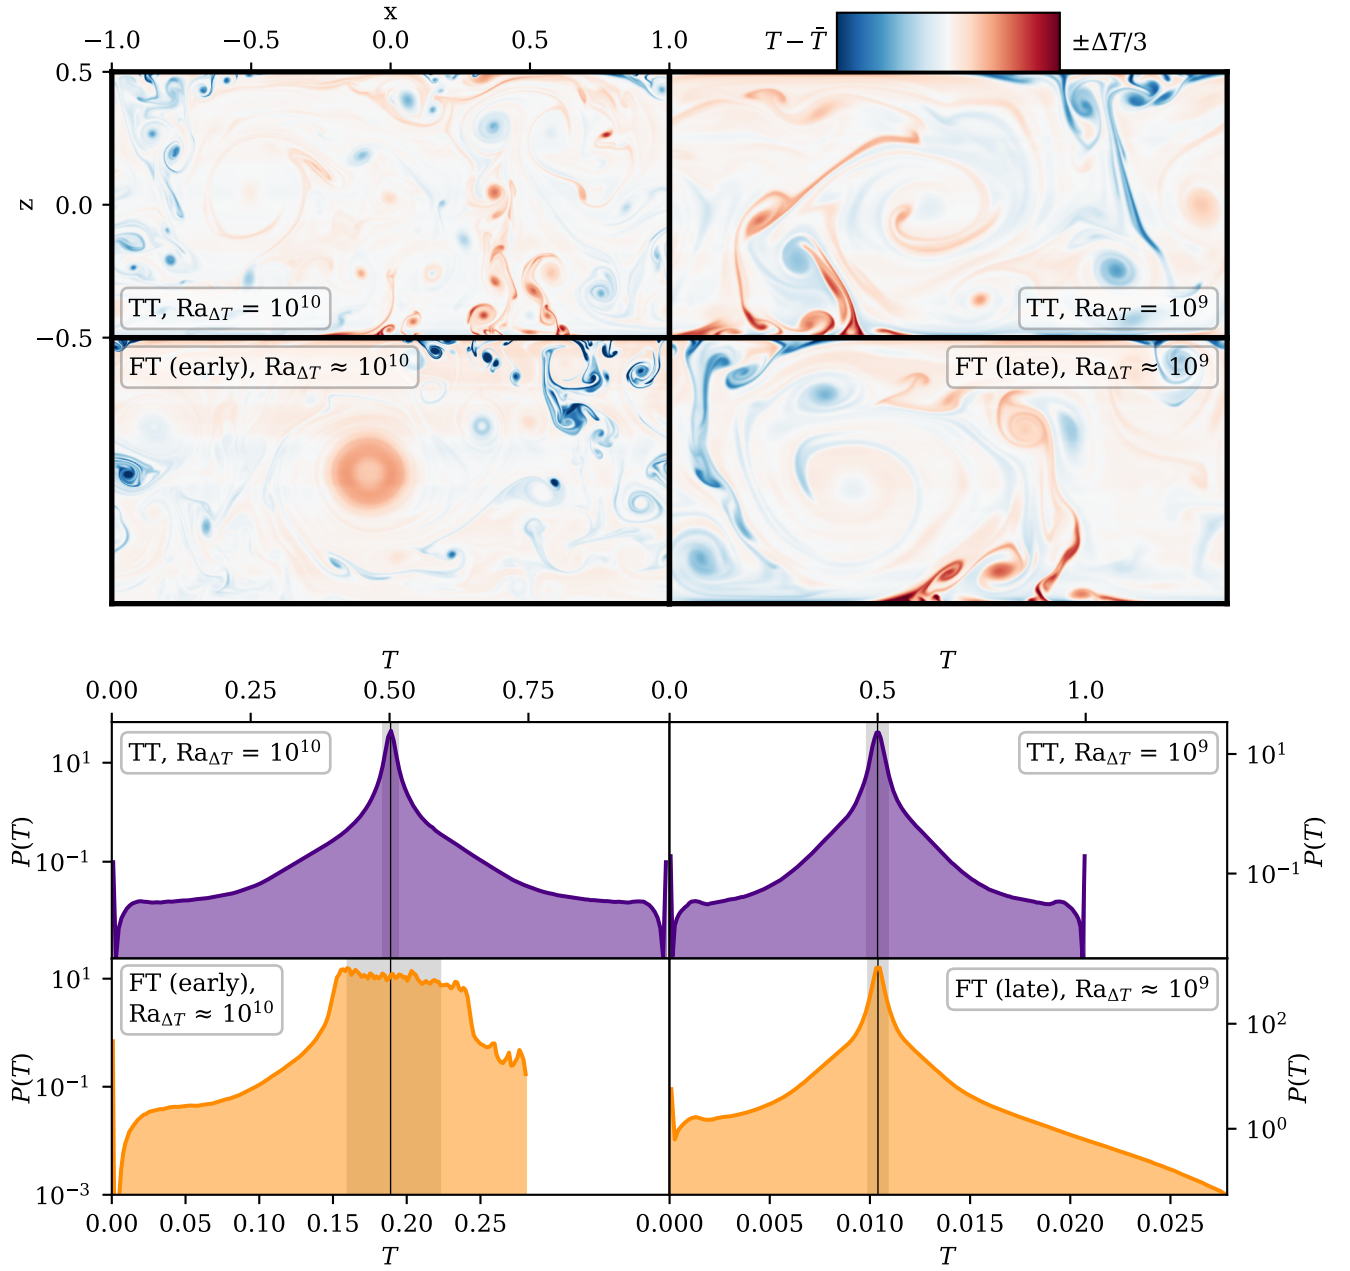 x
−1.0 −0.5 0.0 0.5 1.0
T − T̄ ±ΔT/3
0.5
z
0.0
−0.5
TT, Ra_ΔT = 10^10
TT, Ra_ΔT = 10^9
FT (early), Ra_ΔT ≈ 10^10
FT (late), Ra_ΔT ≈ 10^9
T T
0.00 0.25 0.50 0.75 0.0 0.5 1.0
TT, Ra_ΔT = 10^10
TT, Ra_ΔT = 10^9
10^1
10^−1
P(T)
10^1
10^−1
P(T)
FT (early),
Ra_ΔT ≈ 10^10
FT (late), Ra_ΔT ≈ 10^9
10^1
10^−1
10^−3
P(T)
10^2
10^0
P(T)
0.00 0.05 0.10 0.15 0.20 0.25 0.000 0.005 0.010 0.015 0.020 0.025
T T